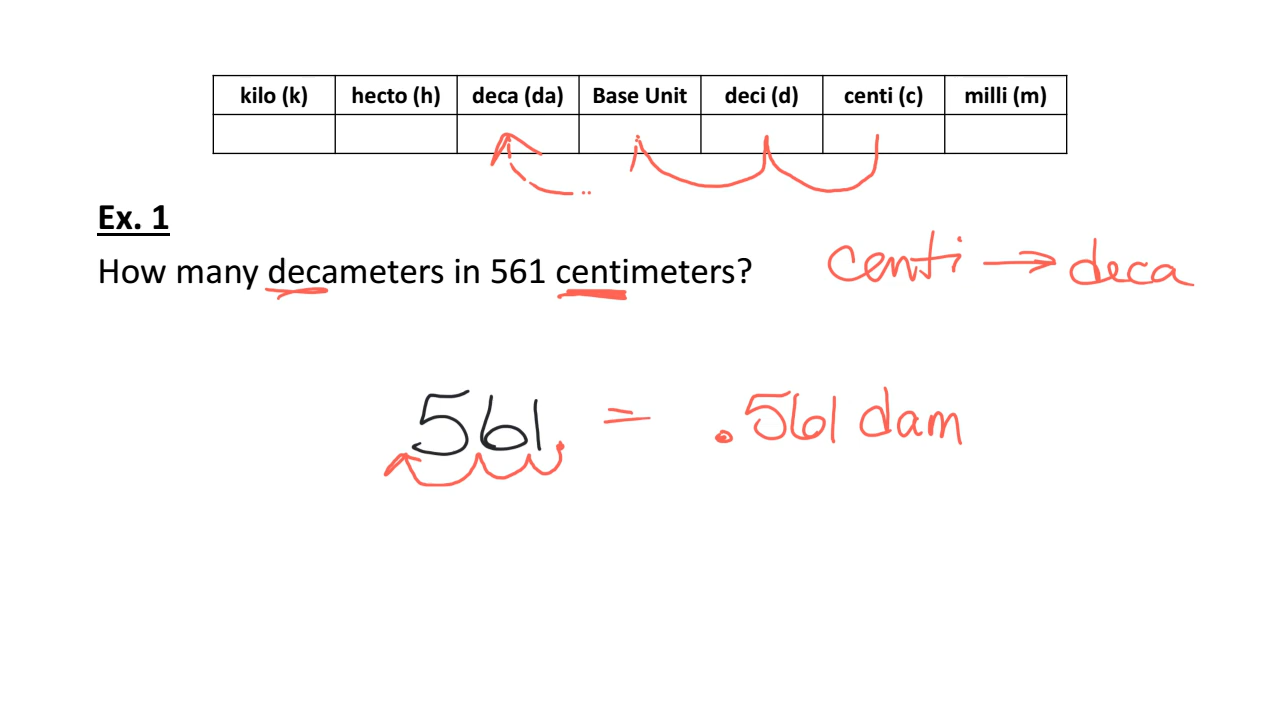 kilo (k) hecto (h) deca (da) Base Unit deci (d) centi (c) milli (m)
Ex. 1
How many decameters in 561 centimeters?
centi → deca
561. = .561 dam